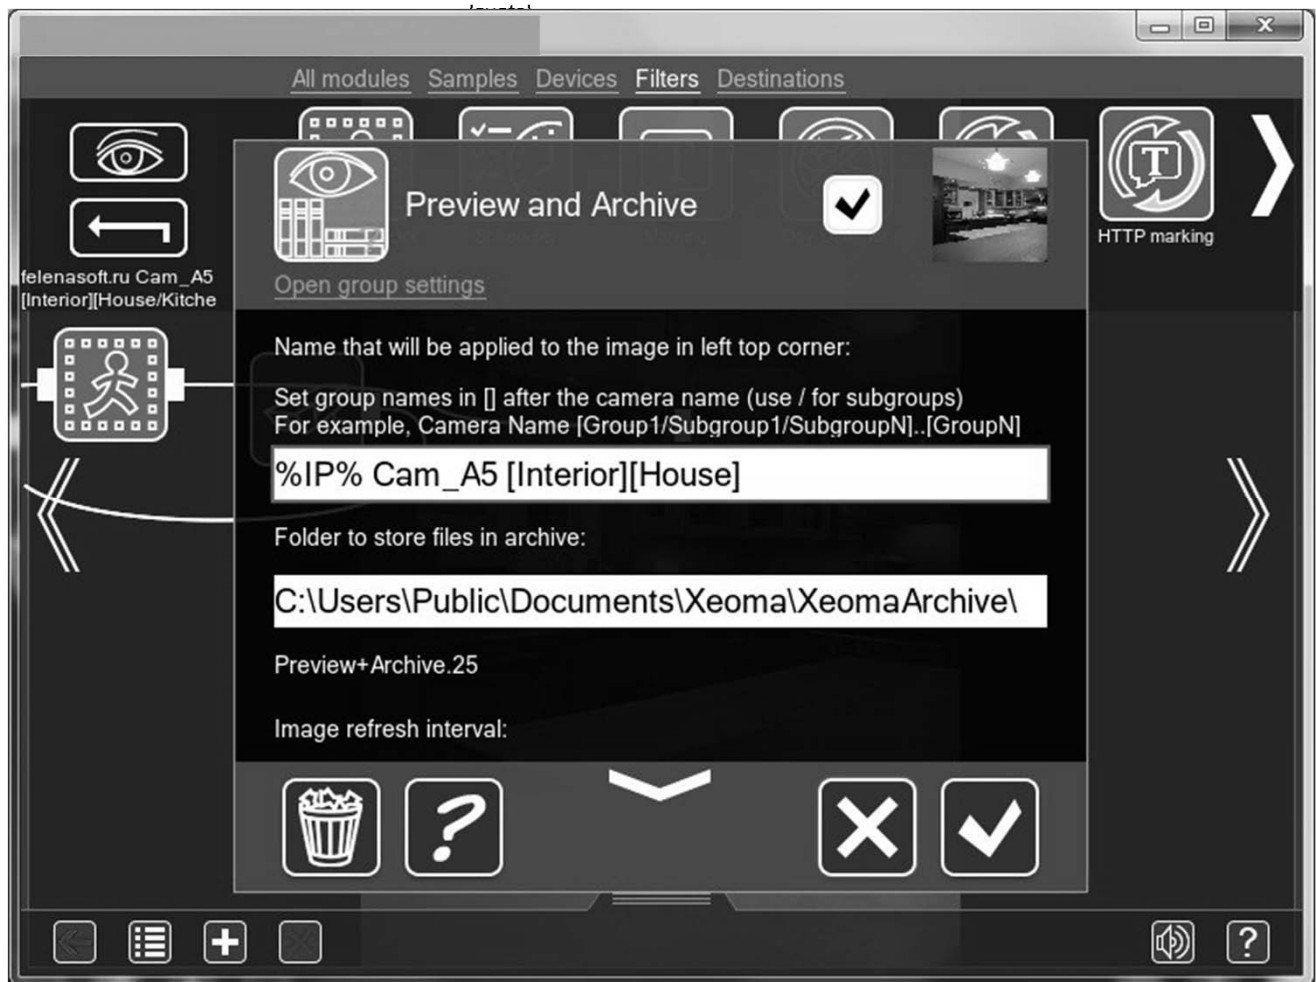 All modules Samples Devices Filters Destinations
HTTP marking
felenasoft.ru Cam_A5
[Interior][House/Kitche
Preview and Archive
Open group settings
Name that will be applied to the image in left top corner:
Set group names in [] after the camera name (use / for subgroups)
For example, Camera Name [Group1/Subgroup1/SubgroupN]..[GroupN]
%IP% Cam_A5 [Interior][House]
Folder to store files in archive:
C:\Users\Public\Documents\Xeoma\XeomaArchive\
Preview+Archive.25
Image refresh interval: